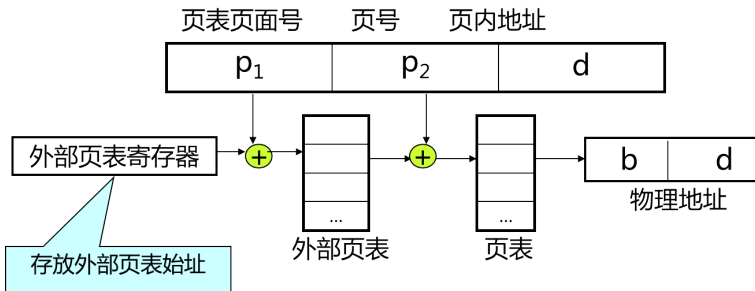 页表页面号 页号 页内地址
p1 p2 d
外部页表寄存器 + + b d
... ... 物理地址
外部页表 页表
存放外部页表始址